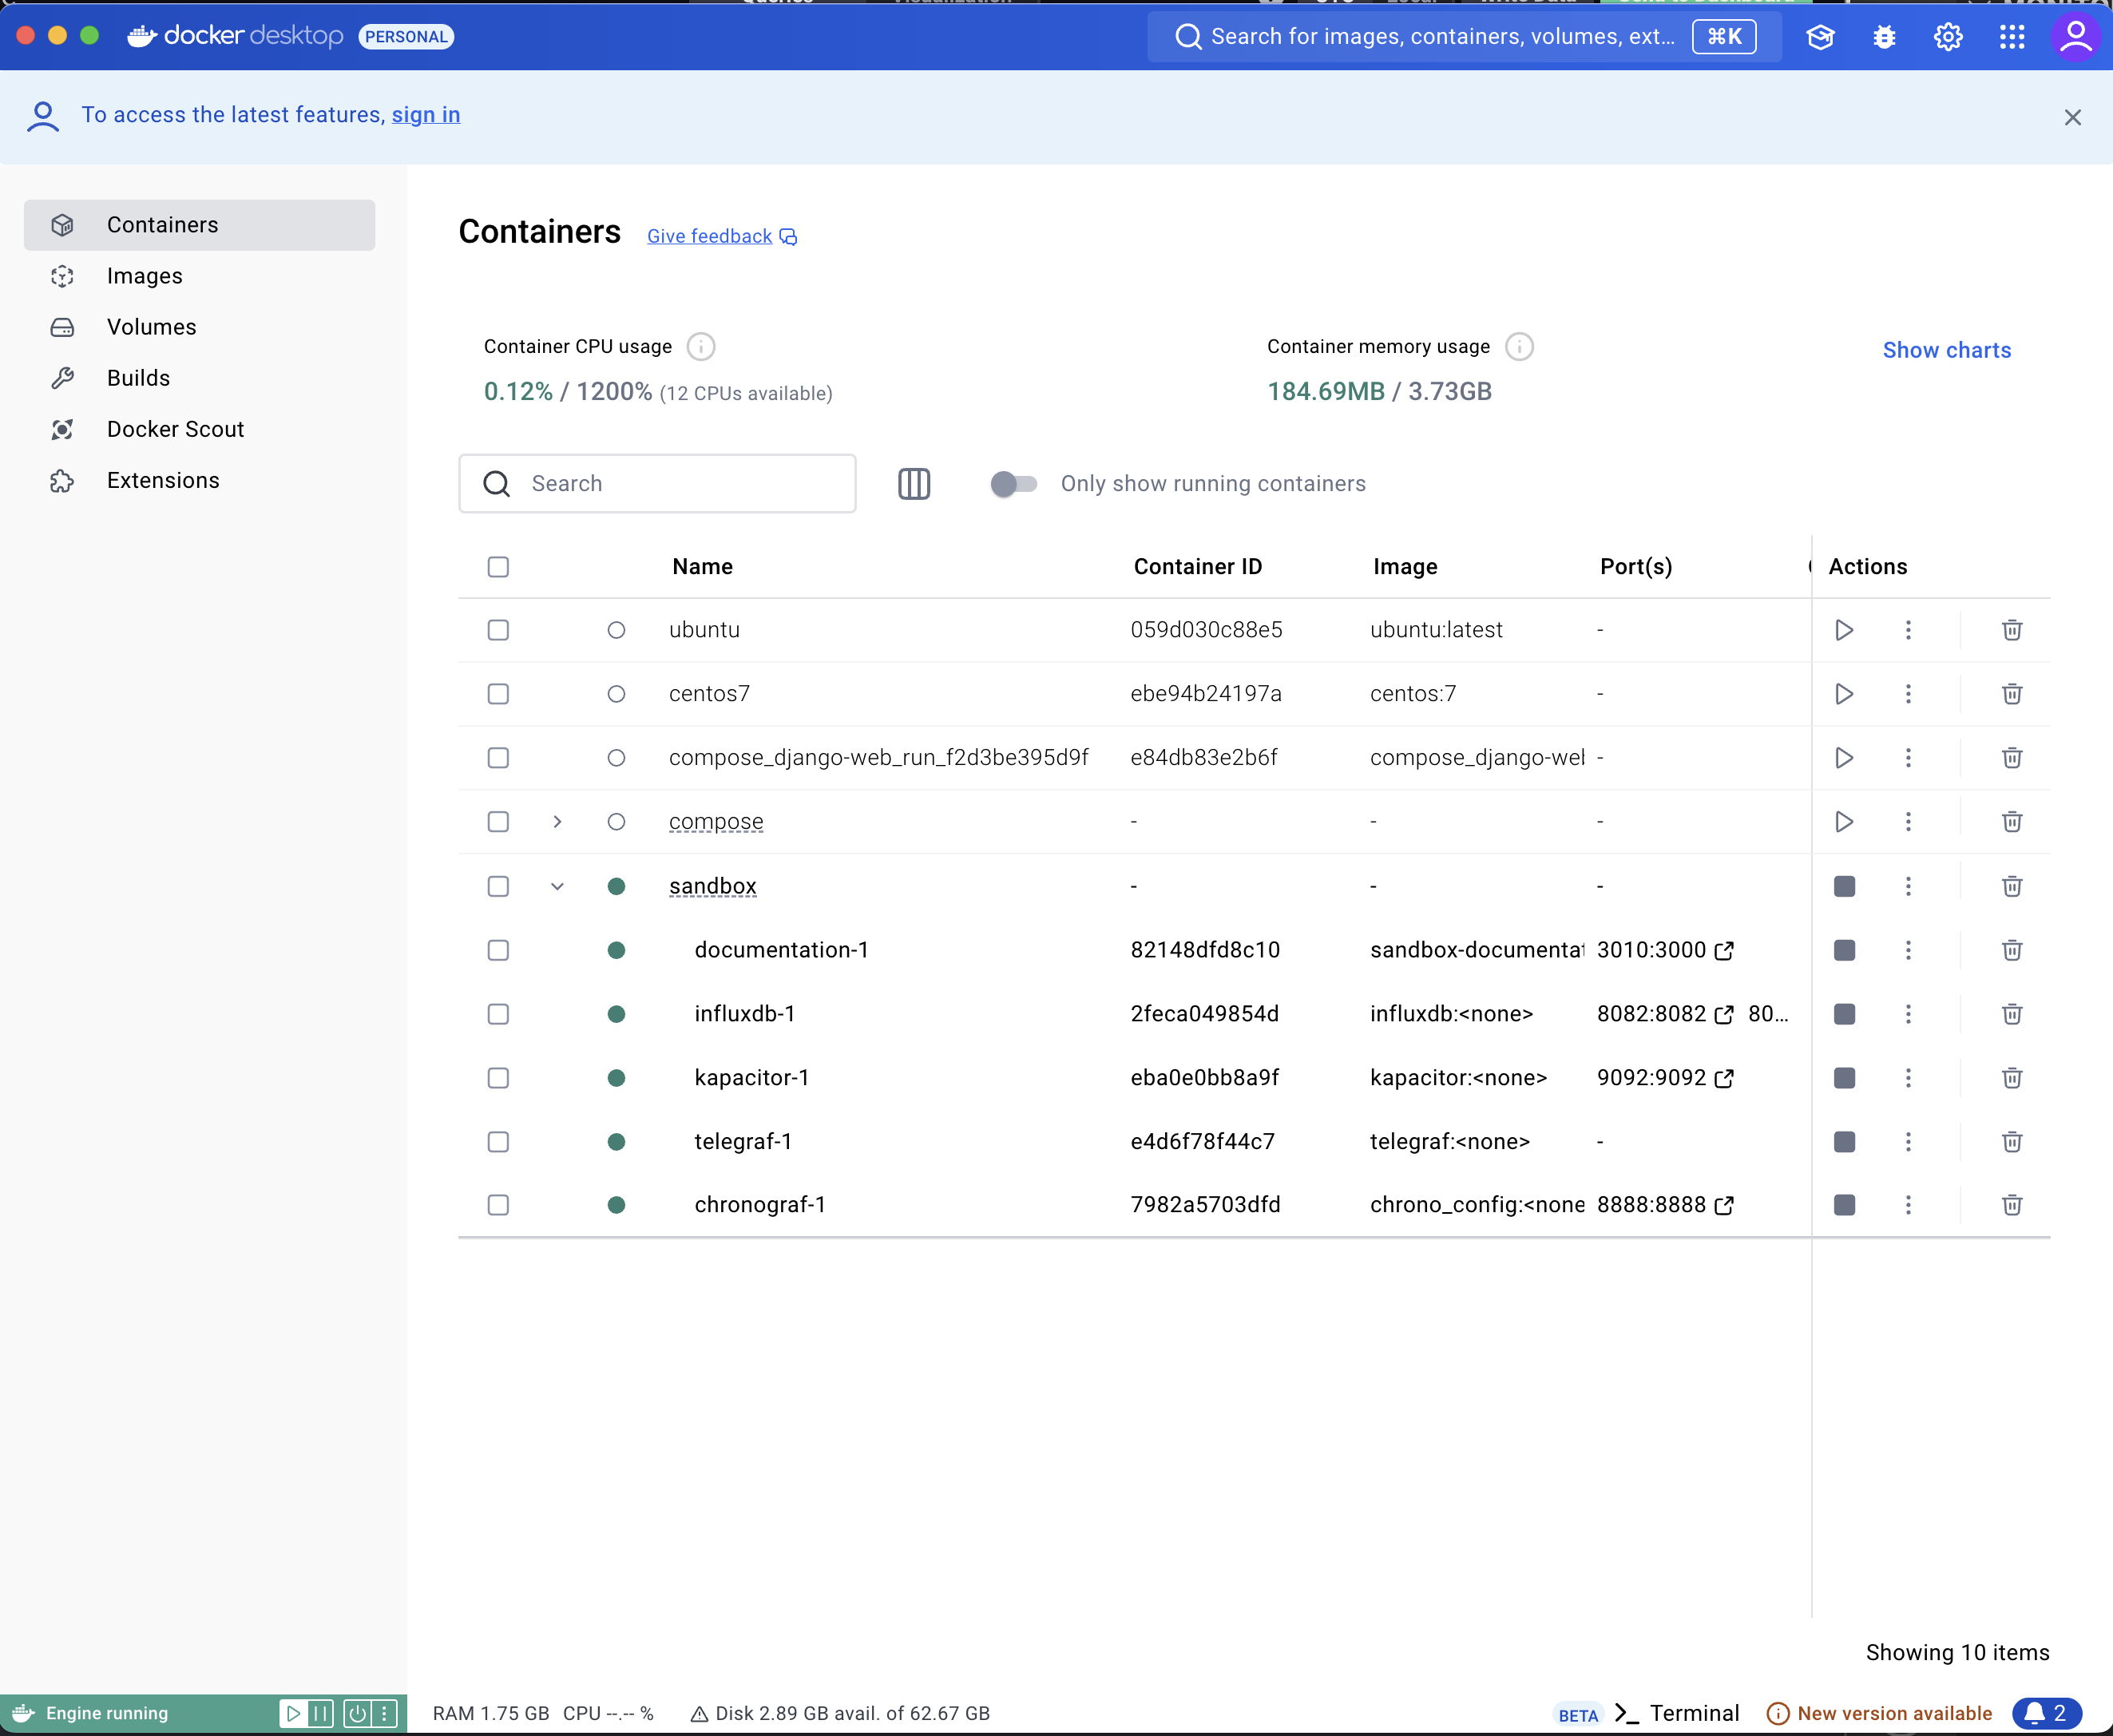 docker desktop PERSONAL
Search for images, containers, volumes, ext... ⌘K
To access the latest features, sign in
Containers
Images
Volumes
Builds
Docker Scout
Extensions
Containers Give feedback
Container CPU usage
0.12% / 1200% (12 CPUs available)
Container memory usage
184.69MB / 3.73GB
Show charts
Search
Only show running containers
Name Container ID Image Port(s) Actions
ubuntu 059d030c88e5 ubuntu:latest -
centos7 ebe94b24197a centos:7 -
compose_django-web_run_f2d3be395d9f e84db83e2b6f compose_django-web -
compose - - -
sandbox - - -
documentation-1 82148dfd8c10 sandbox-documentat 3010:3000
influxdb-1 2feca049854d influxdb:<none> 8082:8082 80...
kapacitor-1 eba0e0bb8a9f kapacitor:<none> 9092:9092
telegraf-1 e4d6f78f44c7 telegraf:<none> -
chronograf-1 7982a5703dfd chrono_config:<none 8888:8888
Showing 10 items
Engine running
RAM 1.75 GB CPU --.-- % Disk 2.89 GB avail. of 62.67 GB
BETA >_ Terminal New version available 2